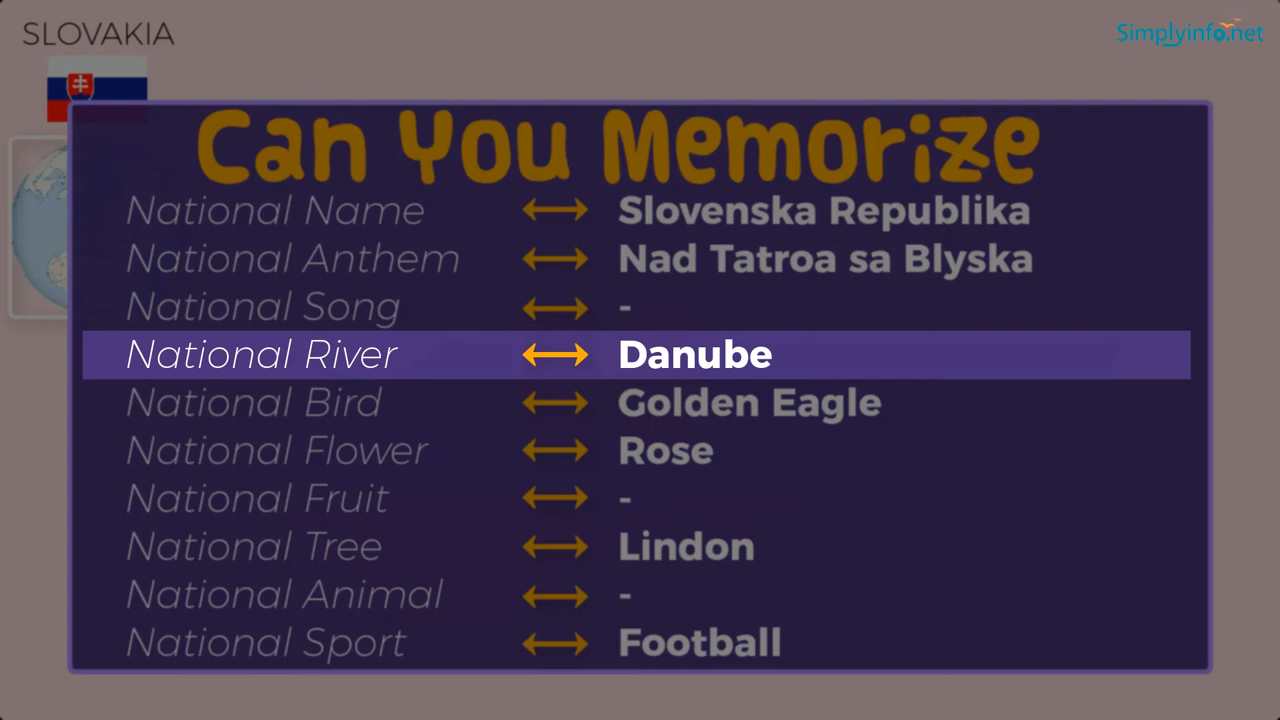 SLOVAKIA
Simplyinfo.net
Can You Memorize
National Name ↔ Slovenska Republika
National Anthem ↔ Nad Tatroa sa Blyska
National Song ↔ -
National River ↔ Danube
National Bird ↔ Golden Eagle
National Flower ↔ Rose
National Fruit ↔ -
National Tree ↔ Lindon
National Animal ↔ -
National Sport ↔ Football